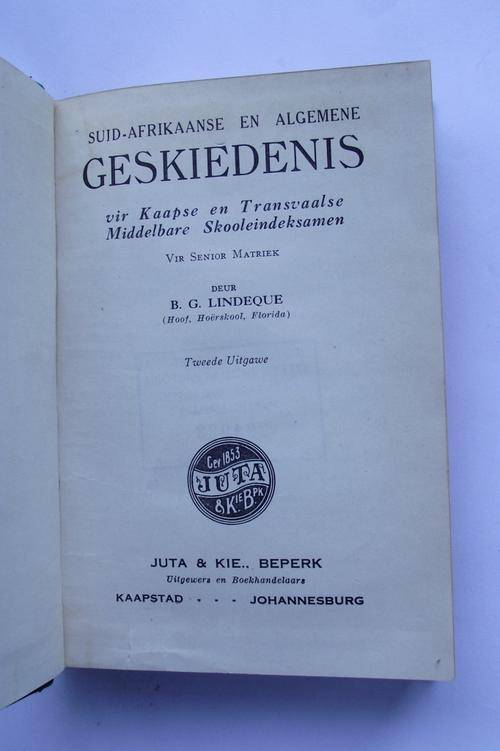 SUID-AFRIKAANSE EN ALGEMENE
GESKIEDENIS
vir Kaapse en Transvaalse
Middelbare Skooleindeksamen
VIR SENIOR MATRIEK
DEUR
B. G. LINDEQUE
(Hoof, Hoërskool, Florida)
Tweede Uitgawe
Ger 1853
JUTA
& KIE BPK
JUTA & KIE., BEPERK
Uitgewers en Boekhandelaars
KAAPSTAD - - - JOHANNESBURG